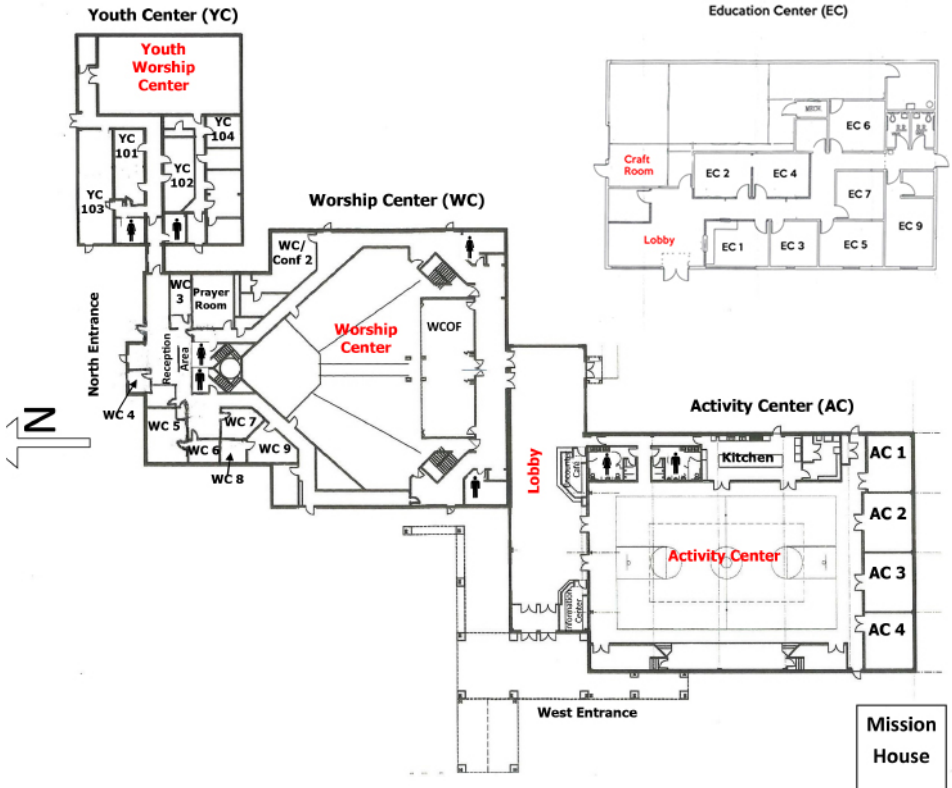 Youth Center (YC)
Education Center (EC)
Youth
Worship
Center
YC
104
YC
101
YC
102
YC
103
MECH.
EC 6
Craft
Room
EC 2
EC 4
EC 7
EC 9
Lobby
EC 1
EC 3
EC 5
Worship Center (WC)
WC/
Conf 2
WC
3
Prayer
Room
Worship
Center
WCOF
North Entrance
Reception
Area
WC 4
WC 5
WC 7
WC 6
WC 9
WC 8
N
Activity Center (AC)
Lobby
Cafe
Kitchen
AC 1
AC 2
Activity Center
AC 3
Information
Center
AC 4
West Entrance
Mission
House